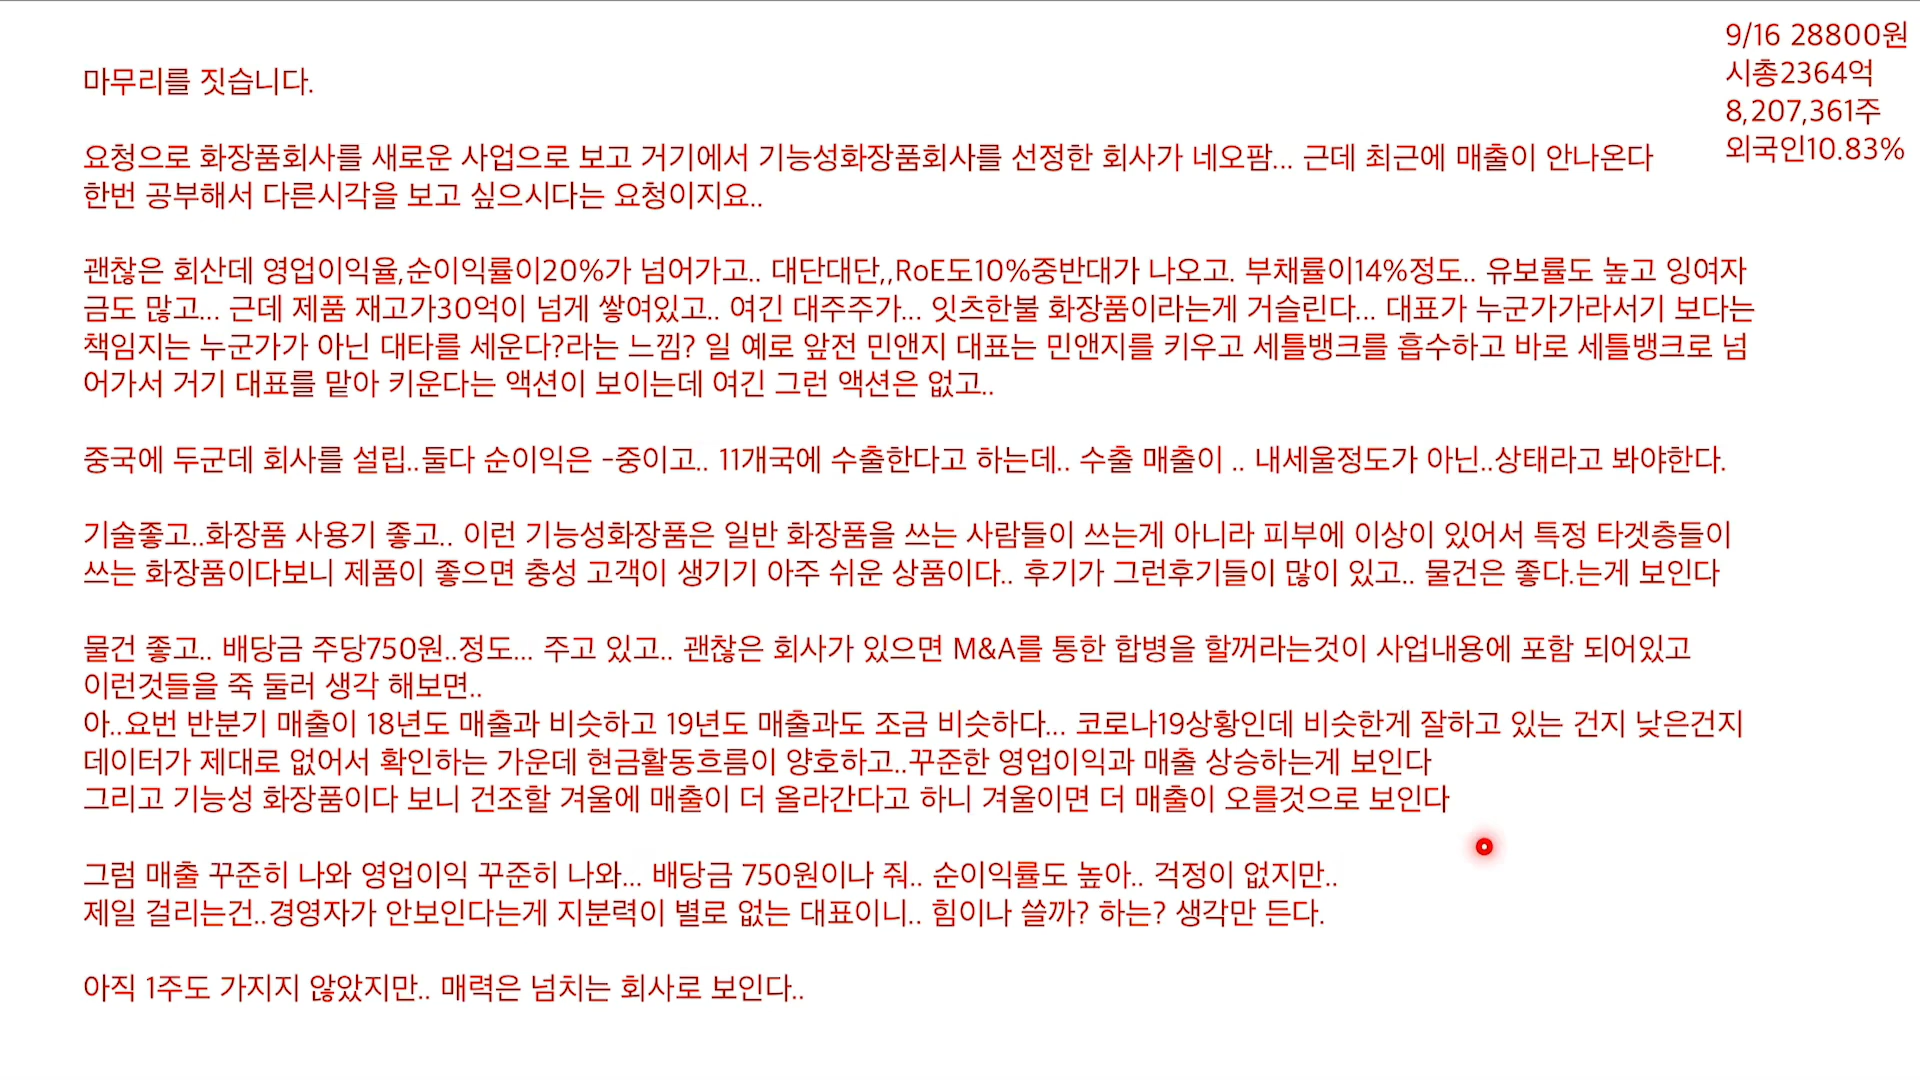 9/16 28800원
시총2364억
8,207,361주
외국인10.83%
마무리를 짓습니다.
요청으로 화장품회사를 새로운 사업으로 보고 거기에서 기능성화장품회사를 선정한 회사가 네오팜... 근데 최근에 매출이 안나온다
한번 공부해서 다른시각을 보고 싶으시다는 요청이지요..
괜찮은 회산데 영업이익율,순이익률이20%가 넘어가고.. 대단대단,,RoE도10%중반대가 나오고. 부채률이14%정도.. 유보률도 높고 잉여자
금도 많고... 근데 제품 재고가30억이 넘게 쌓여있고.. 여긴 대주주가... 잇츠한불 화장품이라는게 거슬린다... 대표가 누군가가라서기 보다는
책임지는 누군가가 아닌 대타를 세운다?라는 느낌? 일 예로 앞전 민앤지 대표는 민앤지를 키우고 세틀뱅크를 흡수하고 바로 세틀뱅크로 넘
어가서 거기 대표를 맡아 키운다는 액션이 보이는데 여긴 그런 액션은 없고..
중국에 두군데 회사를 설립..둘다 순이익은 -중이고.. 11개국에 수출한다고 하는데.. 수출 매출이 .. 내세울정도가 아닌..상태라고 봐야한다.
기술좋고..화장품 사용기 좋고.. 이런 기능성화장품은 일반 화장품을 쓰는 사람들이 쓰는게 아니라 피부에 이상이 있어서 특정 타겟층들이
쓰는 화장품이다보니 제품이 좋으면 충성 고객이 생기기 아주 쉬운 상품이다.. 후기가 그런후기들이 많이 있고.. 물건은 좋다.는게 보인다
물건 좋고.. 배당금 주당750원..정도... 주고 있고.. 괜찮은 회사가 있으면 M&A를 통한 합병을 할꺼라는것이 사업내용에 포함 되어있고
이런것들을 죽 둘러 생각 해보면..
아..요번 반분기 매출이 18년도 매출과 비슷하고 19년도 매출과도 조금 비슷하다... 코로나19상황인데 비슷한게 잘하고 있는 건지 낮은건지
데이터가 제대로 없어서 확인하는 가운데 현금활동흐름이 양호하고..꾸준한 영업이익과 매출 상승하는게 보인다
그리고 기능성 화장품이다 보니 건조할 겨울에 매출이 더 올라간다고 하니 겨울이면 더 매출이 오를것으로 보인다
그럼 매출 꾸준히 나와 영업이익 꾸준히 나와... 배당금 750원이나 줘.. 순이익률도 높아.. 걱정이 없지만..
제일 걸리는건..경영자가 안보인다는게 지분력이 별로 없는 대표이니.. 힘이나 쓸까? 하는? 생각만 든다.
아직 1주도 가지지 않았지만.. 매력은 넘치는 회사로 보인다..